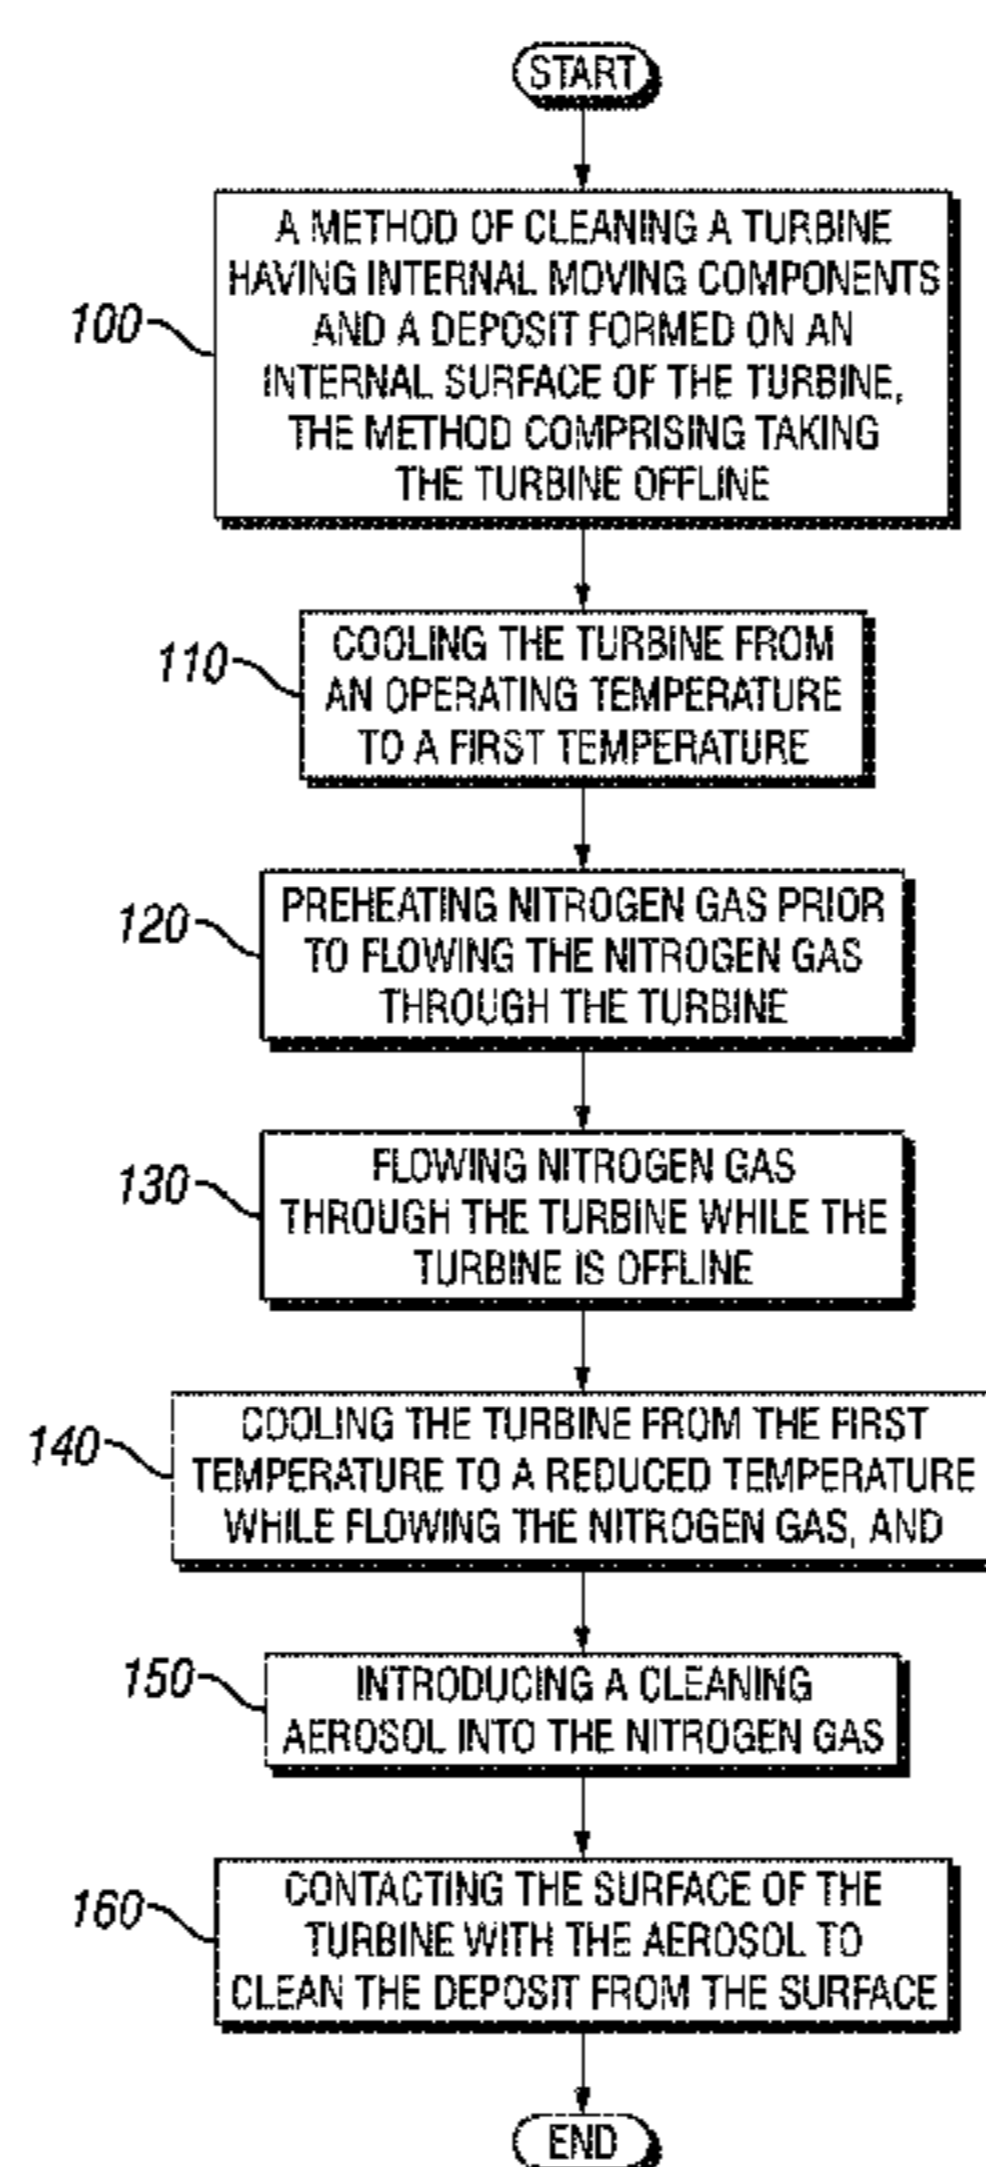 START
100
A METHOD OF CLEANING A TURBINE
HAVING INTERNAL MOVING COMPONENTS
AND A DEPOSIT FORMED ON AN
INTERNAL SURFACE OF THE TURBINE,
THE METHOD COMPRISING TAKING
THE TURBINE OFFLINE
110
COOLING THE TURBINE FROM
AN OPERATING TEMPERATURE
TO A FIRST TEMPERATURE
120
PREHEATING NITROGEN GAS PRIOR
TO FLOWING THE NITROGEN GAS
THROUGH THE TURBINE
130
FLOWING NITROGEN GAS
THROUGH THE TURBINE WHILE THE
TURBINE IS OFFLINE
140
COOLING THE TURBINE FROM THE FIRST
TEMPERATURE TO A REDUCED TEMPERATURE
WHILE FLOWING THE NITROGEN GAS, AND
150
INTRODUCING A CLEANING
AEROSOL INTO THE NITROGEN GAS
160
CONTACTING THE SURFACE OF THE
TURBINE WITH THE AEROSOL TO
CLEAN THE DEPOSIT FROM THE SURFACE
END